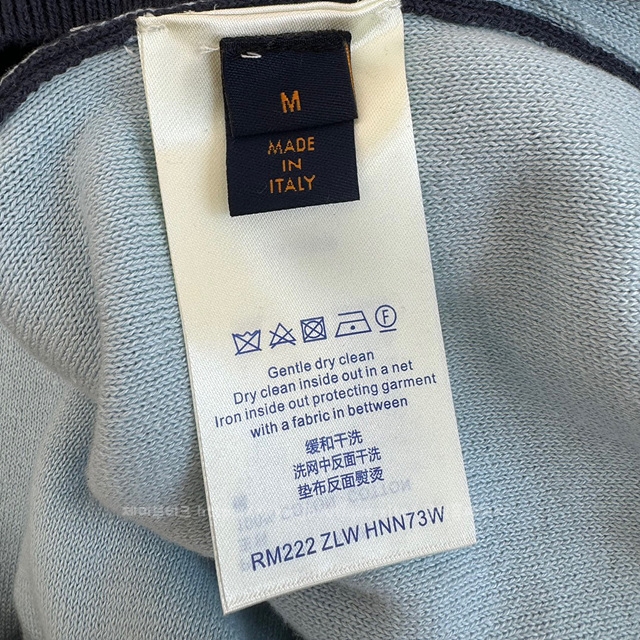 M
MADE
IN
ITALY
F
Gentle dry clean
Dry clean inside out in a net
Iron inside out protecting garment
with a fabric in bettween
缓和干洗
洗网中反面干洗
垫布反面熨烫
RM222 ZLW HNN73W